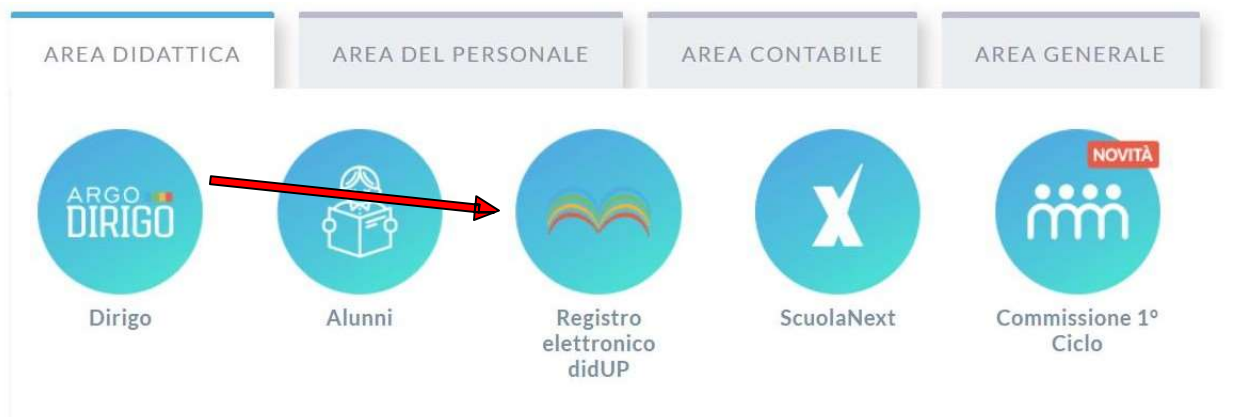 AREA DIDATTICA
AREA DEL PERSONALE
AREA CONTABILE
AREA GENERALE
ARGO
DIRIGO
NOVITÀ
Dirigo
Alunni
Registro
elettronico
didUP
ScuolaNext
Commissione 1°
Ciclo